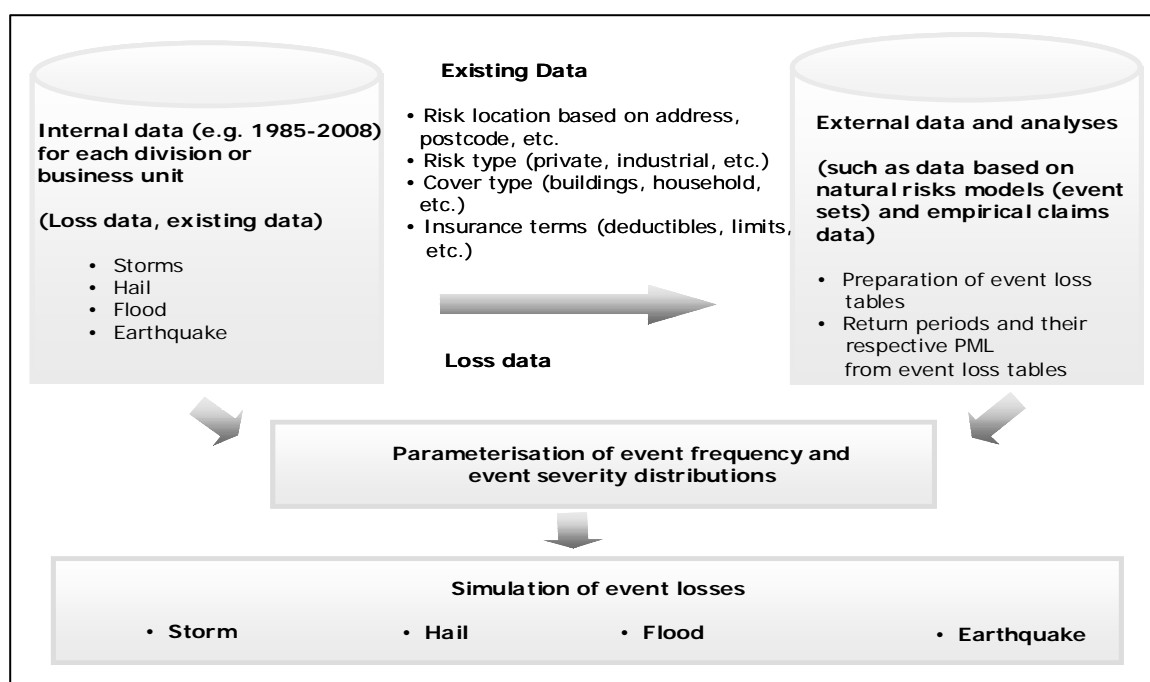 Internal data (e.g. 1985-2008)
for each division or
business unit
(Loss data, existing data)
• Storms
• Hail
• Flood
• Earthquake
Existing Data
• Risk location based on address,
postcode, etc.
• Risk type (private, industrial, etc.)
• Cover type (buildings, household,
etc.)
• Insurance terms (deductibles, limits,
etc.)
Loss data
External data and analyses
(such as data based on
natural risks models (event
sets) and empirical claims
data)
• Preparation of event loss
tables
• Return periods and their
respective PML
from event loss tables
Parameterisation of event frequency and
event severity distributions
Simulation of event losses
• Storm • Hail • Flood • Earthquake